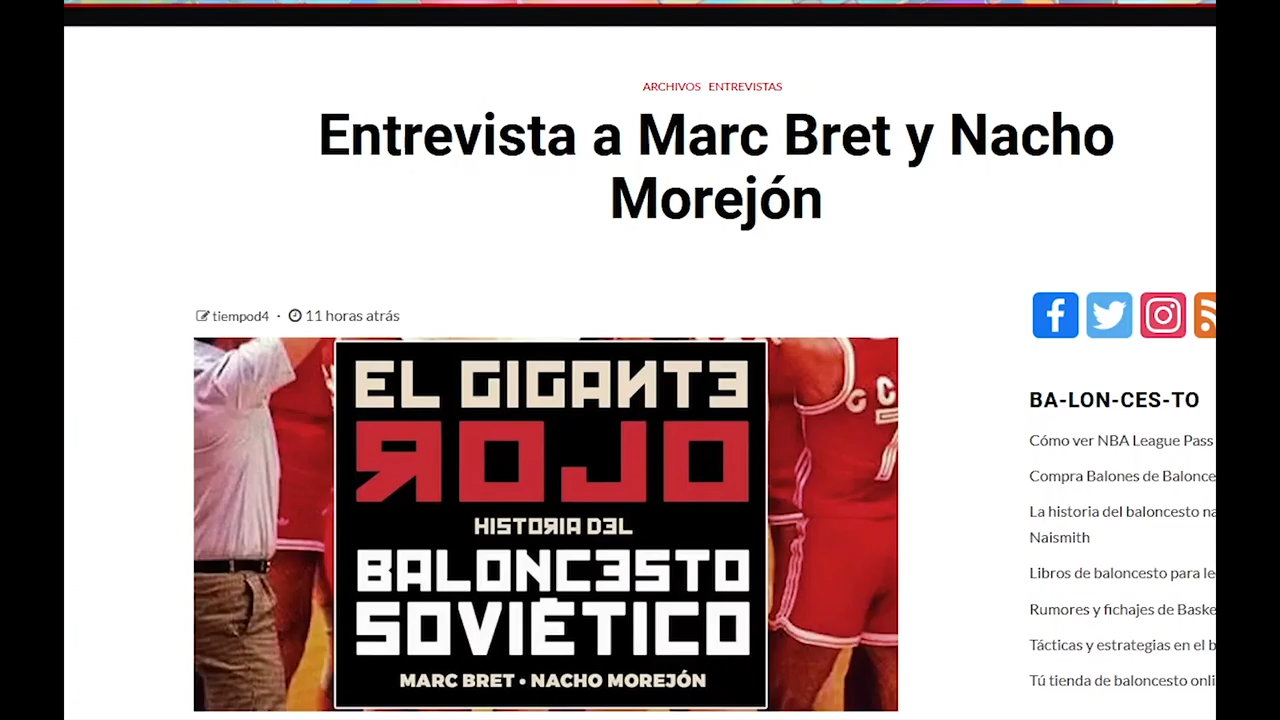 ARCHIVOS ENTREVISTAS
Entrevista a Marc Bret y Nacho
Morejón
tiempod4 · 11 horas atrás
EL GIGANTE
ROJO
HISTORIA DEL
BALONCESTO
SOVIÉTICO
MARC BRET • NACHO MOREJÓN
BA-LON-CES-TO
Cómo ver NBA League Pass
Compra Balones de Balonce
La historia del baloncesto na
Naismith
Libros de baloncesto para le
Rumores y fichajes de Baske
Tácticas y estrategias en el b
Tú tienda de baloncesto onli